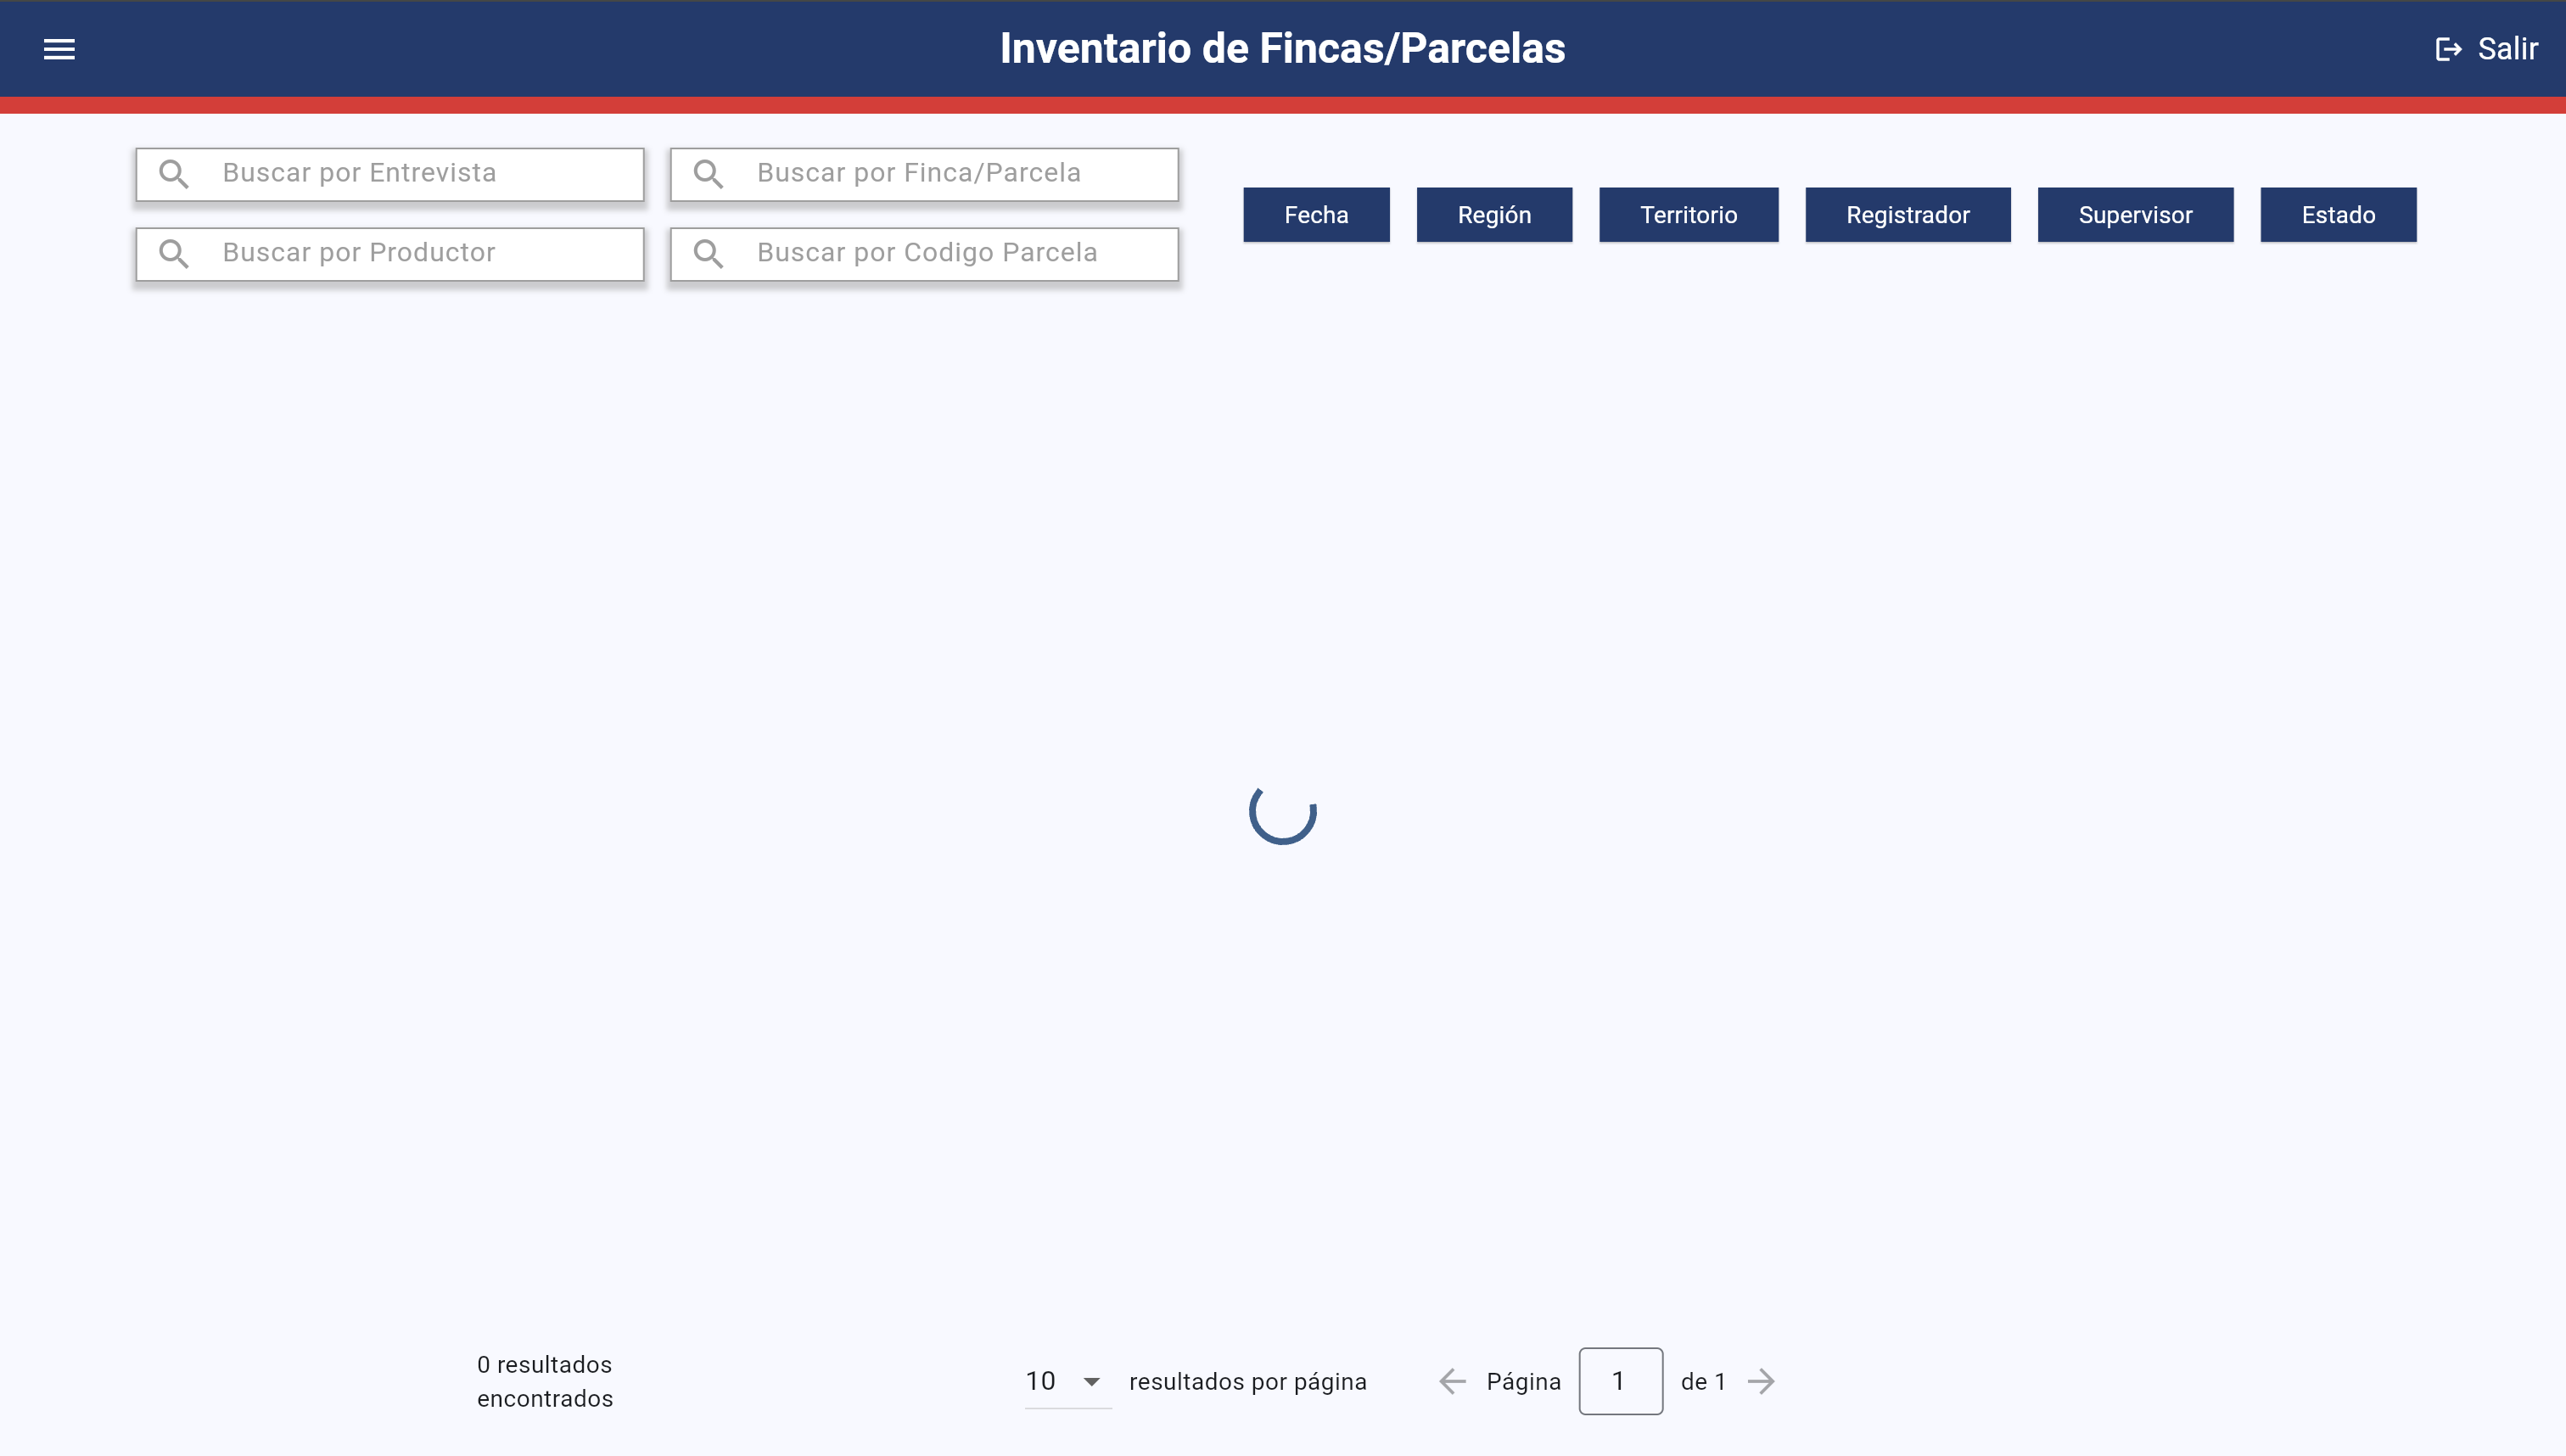 Inventario de Fincas/Parcelas
Salir
Buscar por Entrevista
Buscar por Finca/Parcela
Buscar por Productor
Buscar por Codigo Parcela
Fecha
Región
Territorio
Registrador
Supervisor
Estado
0 resultados
encontrados
10
resultados por página
Página
1
de 1